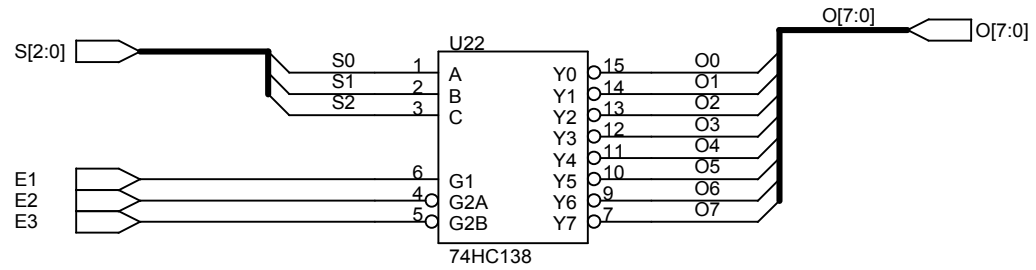 O[7:0]
S[2:0]
O[7:0]
U22
S0 1 A Y0 15 O0
S1 2 B Y1 14 O1
S2 3 C Y2 13 O2
Y3 12 O3
Y4 11 O4
E1 6 G1 Y5 10 O5
E2 4 G2A Y6 9 O6
E3 5 G2B Y7 7 O7
74HC138